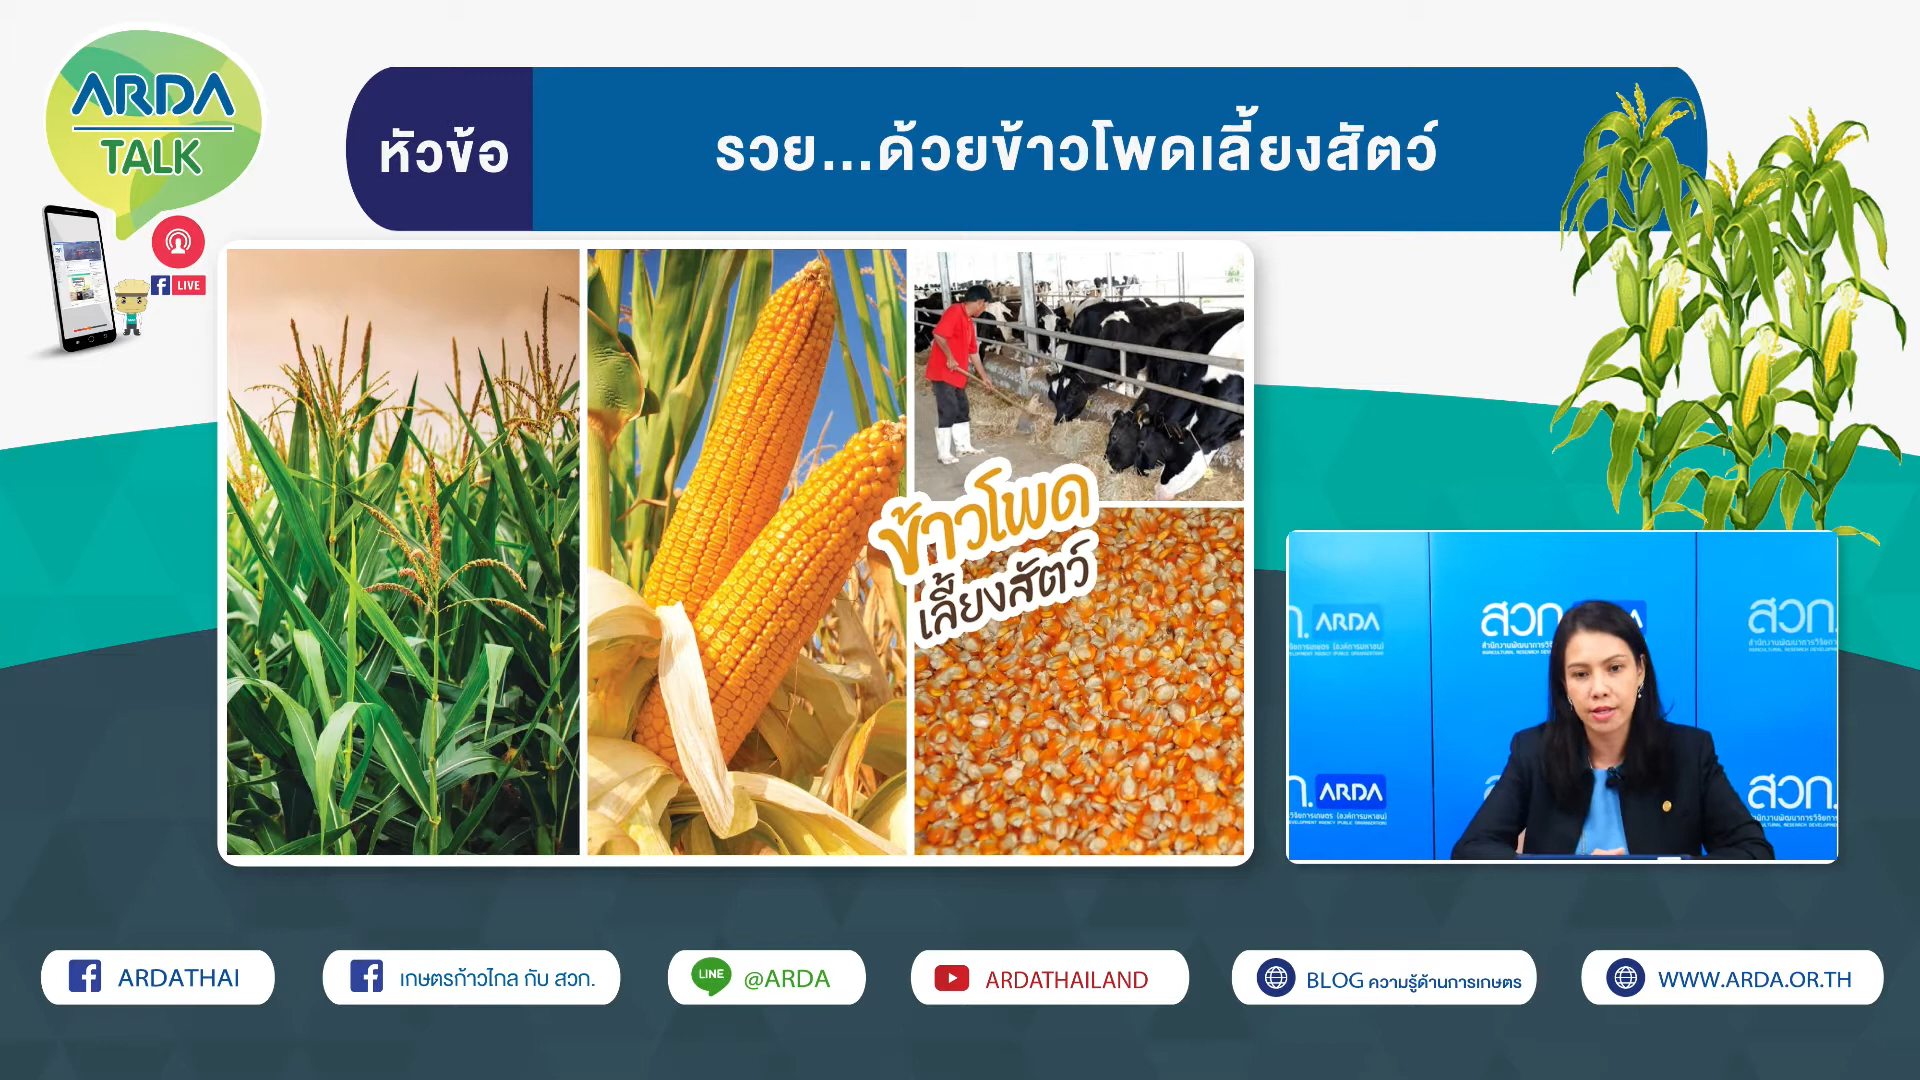 ARDA
TALK
LIVE
หัวข้อ
รวย...ด้วยข้าวโพดเลี้ยงสัตว์
ข้าวโพด
เลี้ยงสัตว์
ARDA
สวก.
สวก.
ARDA
สวก.
ARDATHAI
เกษตรก้าวไกล กับ สวก.
LINE
@ARDA
ARDATHAILAND
BLOG ความรู้ด้านการเกษตร
WWW.ARDA.OR.TH